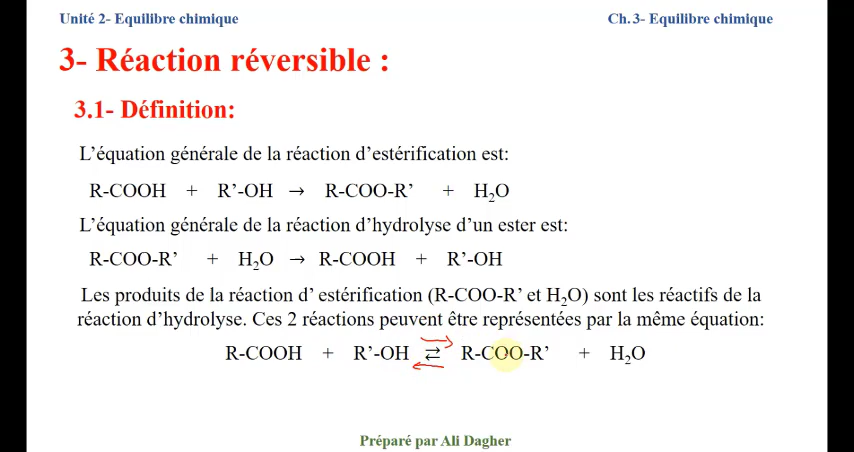 Unité 2- Equilibre chimique
Ch.3- Equilibre chimique
3- Réaction réversible :
3.1- Définition:
L’équation générale de la réaction d’estérification est:
R-COOH + R’-OH → R-COO-R’ + H₂O
L’équation générale de la réaction d’hydrolyse d’un ester est:
R-COO-R’ + H₂O → R-COOH + R’-OH
Les produits de la réaction d’ estérification (R-COO-R’ et H₂O) sont les réactifs de la
réaction d’hydrolyse. Ces 2 réactions peuvent être représentées par la même équation:
R-COOH + R’-OH ⇄ R-COO-R’ + H₂O
Préparé par Ali Dagher